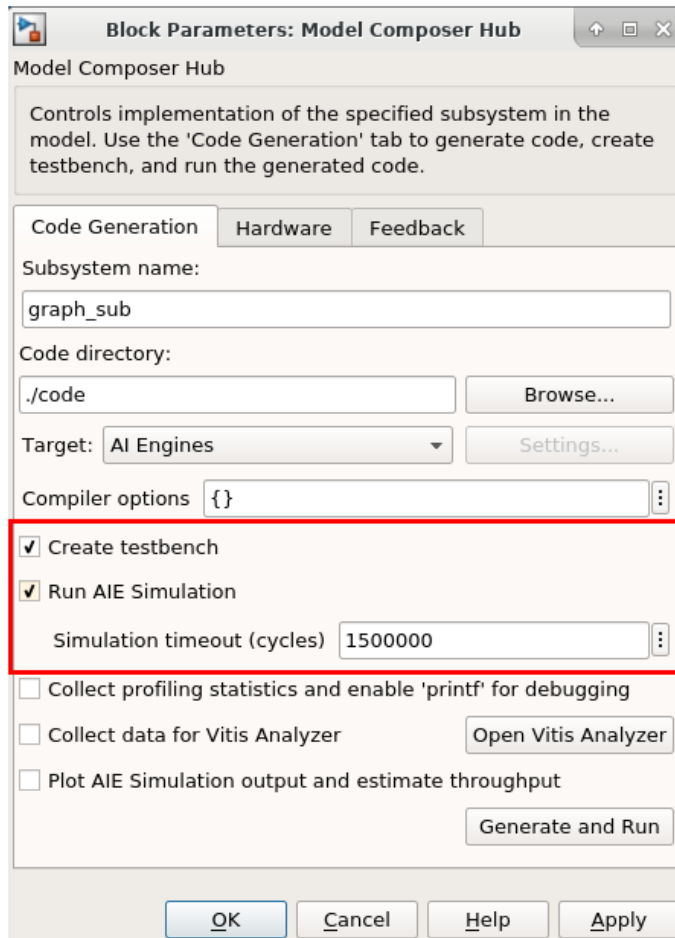 Block Parameters: Model Composer Hub
Model Composer Hub
Controls implementation of the specified subsystem in the
model. Use the 'Code Generation' tab to generate code, create
testbench, and run the generated code.
Code Generation Hardware Feedback
Subsystem name:
graph_sub
Code directory:
./code Browse...
Target: AI Engines Settings...
Compiler options {}
Create testbench
Run AIE Simulation
Simulation timeout (cycles) 1500000
Collect profiling statistics and enable 'printf' for debugging
Collect data for Vitis Analyzer Open Vitis Analyzer
Plot AIE Simulation output and estimate throughput
Generate and Run
OK Cancel Help Apply